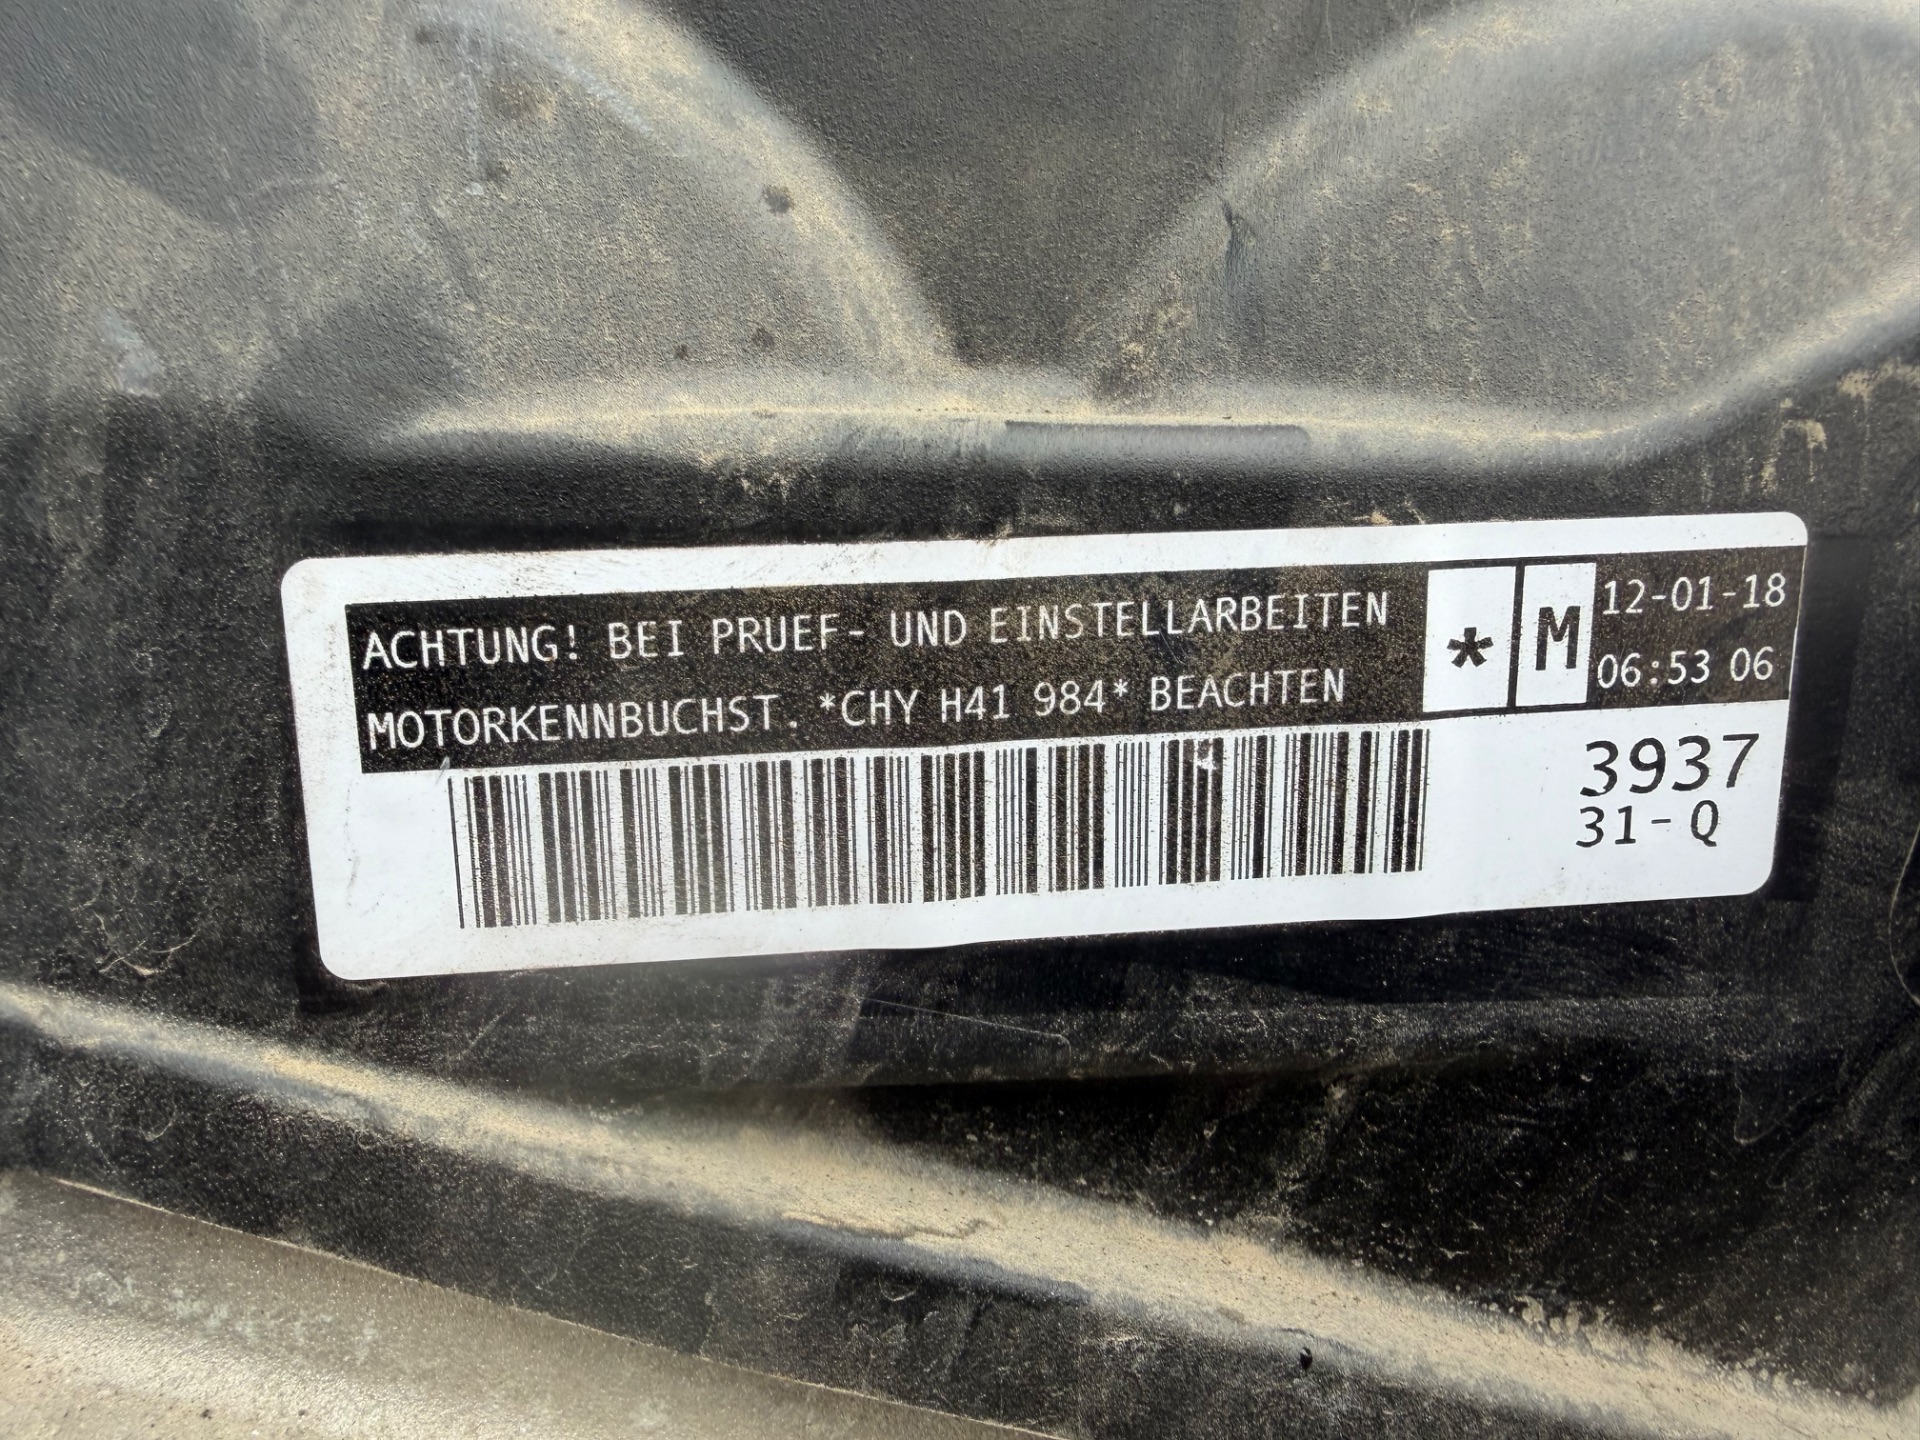 ACHTUNG! BEI PRUEF- UND EINSTELLARBEITEN
MOTORKENNBUCHST. *CHY H41 984* BEACHTEN
* M
12-01-18
06:53 06
3937
31-Q